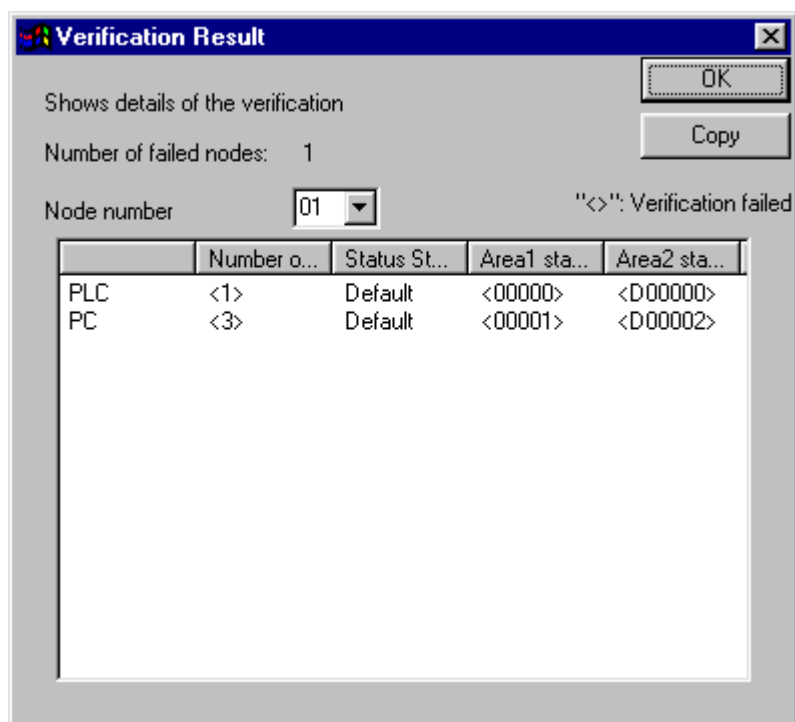 Verification Result
OK
Shows details of the verification
Copy
Number of failed nodes: 1
Node number 01 "<>": Verification failed
Number o... Status St... Area1 sta... Area2 sta...
PLC <1> Default <00000> <D00000>
PC <3> Default <00001> <D00002>